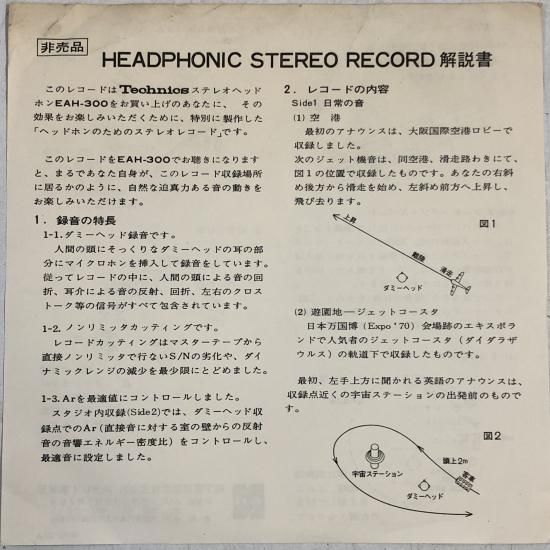 非売品
HEADPHONIC STEREO RECORD 解説書
このレコードはTechnicsステレオヘッド
ホンEAH-300をお買い上げのあなたに、その
効果をお楽しみいただくために、特別に製作した
「ヘッドホンのためのステレオレコード」です。
このレコードをEAH-300でお聴きになります
と、まるであなた自身が、このレコード収録場所
に居るかのように、自然な迫真力ある音の動きを
お楽しみいただけます。
1. 録音の特長
1-1. ダミーヘッド録音です。
人間の頭にそっくりなダミーヘッドの耳の部
分にマイクロホンを挿入して録音をしています。
従ってレコードの中に、人間の頭による音の回
折、耳介による音の反射、回折、左右のクロス
トーク等の信号がすべて包含されています。
1-2. ノンリミッタカッティングです。
レコードカッティングはマスターテープから
直接ノンリミッタで行ないS/Nの劣化や、ダイ
ナミックレンジの減少を最少限にとどめました。
1-3. Arを最適値にコントロールしました。
スタジオ内収録(Side2)では、ダミーヘッド収
録点でのAr(直接音に対する室の壁からの反射
音の音響エネルギー密度比)をコントロールし、
最適音に設定しました。
2. レコードの内容
Side1 日常の音
(1) 空港
最初のアナウンスは、大阪国際空港ロビーで
収録しました。
次のジェット機音は、同空港、滑走路わきにて、
図1の位置で収録したものです。あなたの右斜
め後方から滑走を始め、左斜め前方へ上昇し、
飛び去ります。
図1
上昇
離陸
滑走
ダミーヘッド
(2) 遊園地―ジェットコースタ
日本万国博(Expo'70)会場跡のエキスポラ
ンドで人気者のジェットコースタ(ダイダラザ
ウルス)の軌道下で収録したものです。
最初、左手上方に聞かれる英語のアナウンスは、
収録点近くの宇宙ステーションの出発前のもので
す。
図2
頭上2m
宇宙ステーション
客車
ダミーヘッド